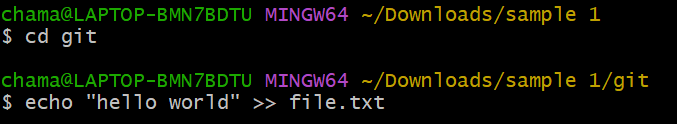 chama@LAPTOP-BMN7BDTU MINGW64 ~/Downloads/sample 1
$ cd git
chama@LAPTOP-BMN7BDTU MINGW64 ~/Downloads/sample 1/git
$ echo "hello world" >> file.txt